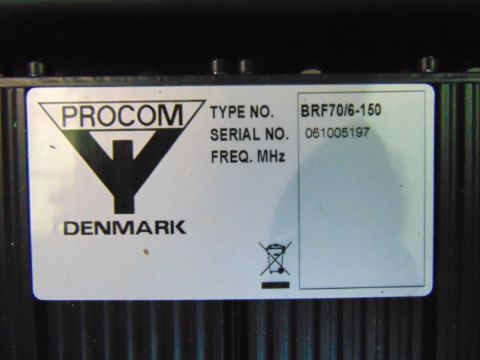 PROCOM
DENMARK
TYPE NO. BRF70/6-150
SERIAL NO. 061005197
FREQ. MHz